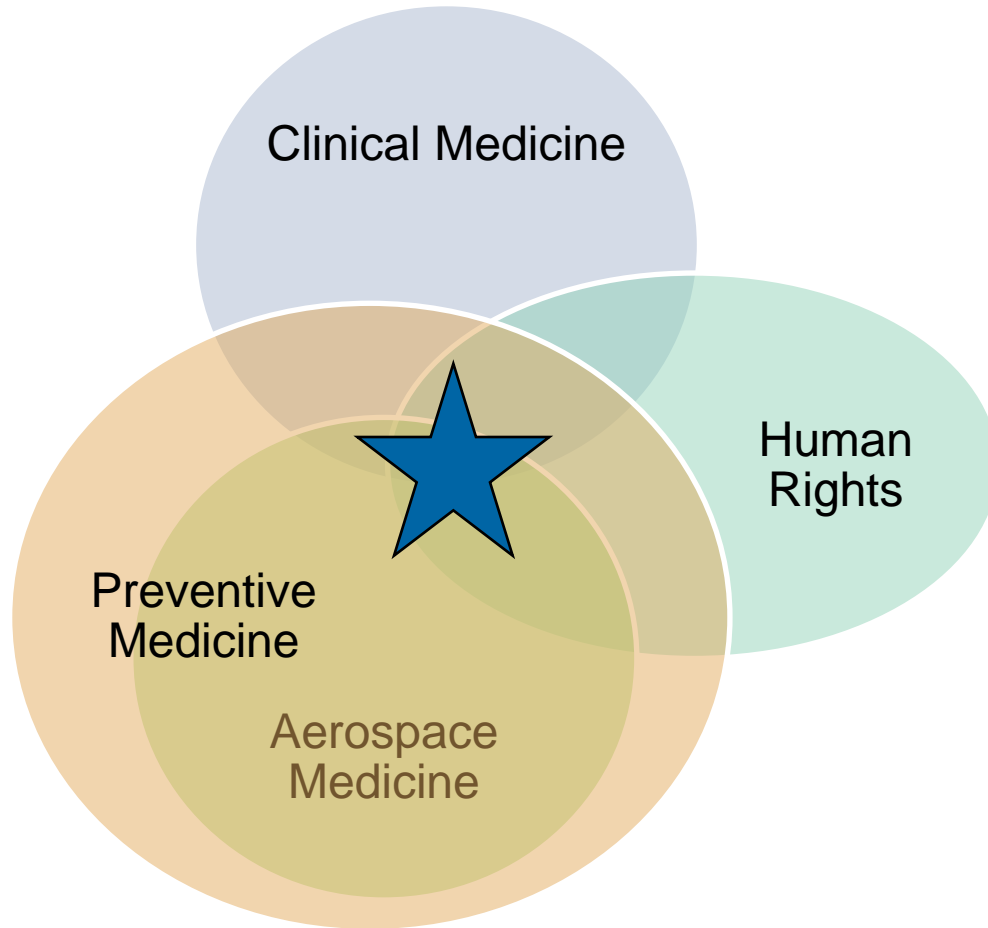 Clinical Medicine
Human
Rights
Preventive
Medicine
Aerospace
Medicine